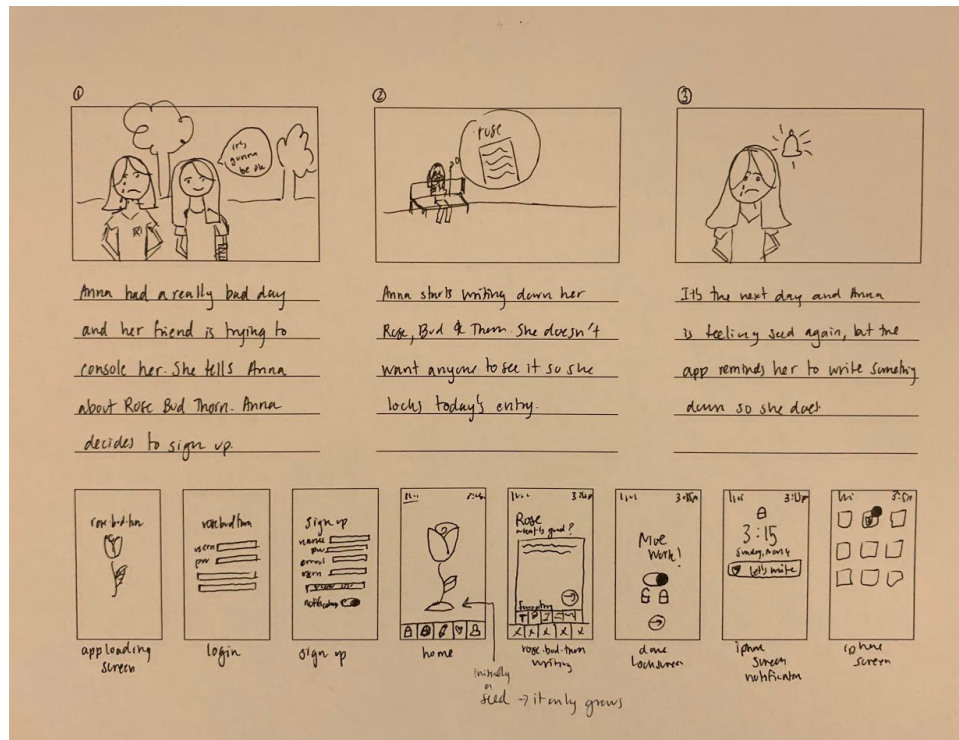 ①
it's
gonna
be ok
Anna had a really bad day
and her friend is trying to
console her. She tells Anna
about Rose Bud Thorn. Anna
decides to sign up.
②
rose
Anna starts writing down her
Rose, Bud & Thorn. She doesn't
want anyone to see it so she
locks today's entry.
③
It's the next day and Anna
is feeling sad again, but the
app reminds her to write something
down so she does
rose·bud·thorn
app loading
screen
rose·bud·thorn
usern
pw
login
sign up
name
pw
email
usern
notifications
sign up
home
initially
a
seed → it only grows
Rose
what is good?
rose·bud·thorn
writing
work!
done
lockscreen
3:15
let's write
iphone
screen
notification
iphone
screen